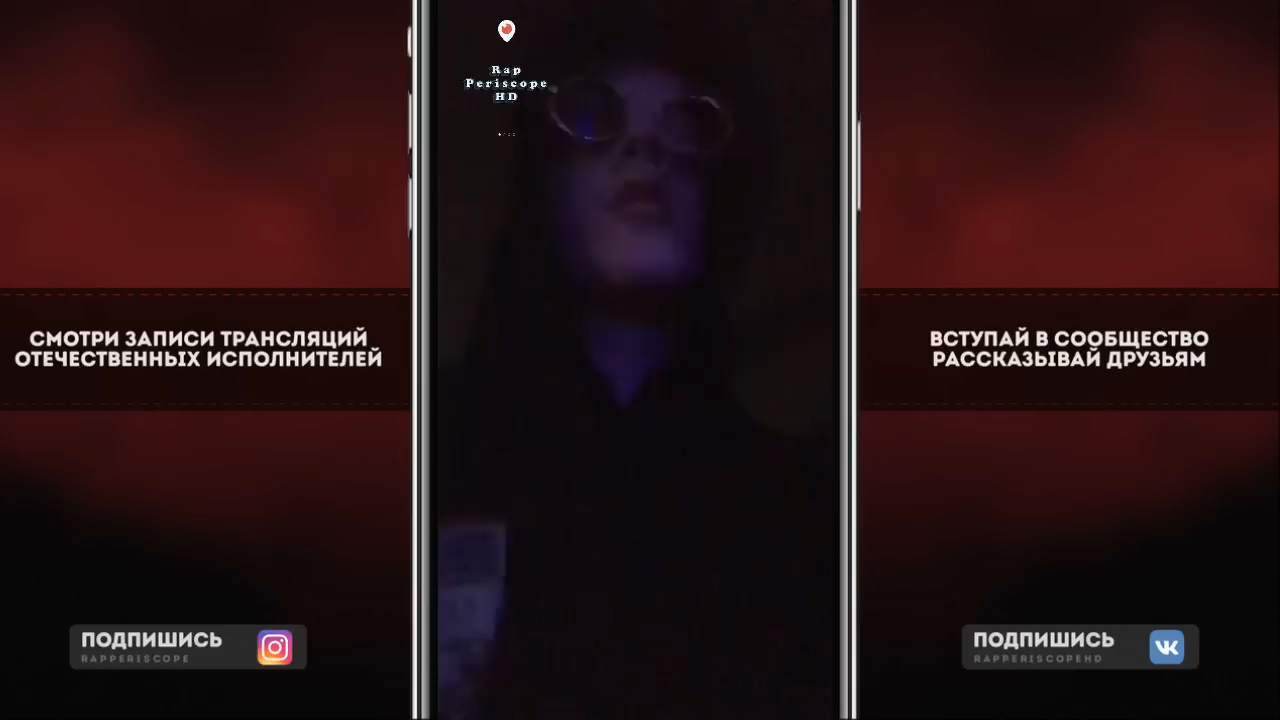 Rap
Periscope
HD
СМОТРИ ЗАПИСИ ТРАНСЛЯЦИЙ
ОТЕЧЕСТВЕННЫХ ИСПОЛНИТЕЛЕЙ
ВСТУПАЙ В СООБЩЕСТВО
РАССКАЗЫВАЙ ДРУЗЬЯМ
ПОДПИШИСЬ
RAPPERISCOPE
ПОДПИШИСЬ
RAPPERISCOPEHD